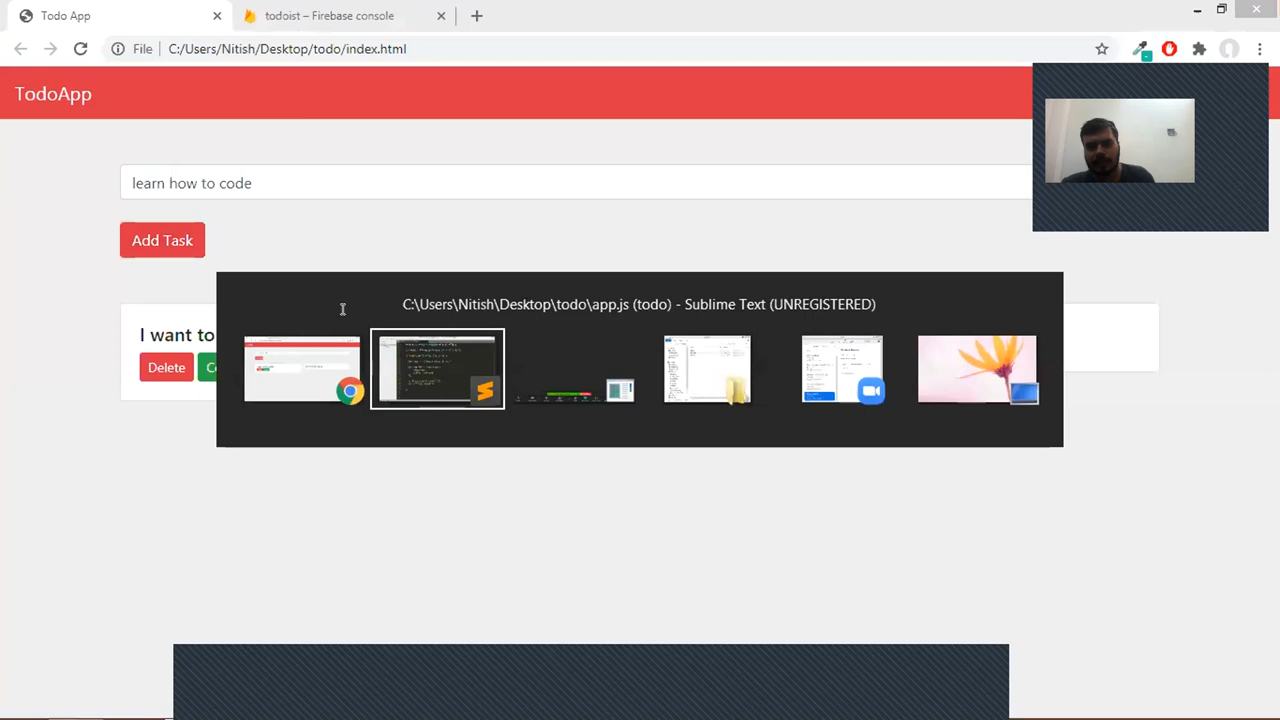 Todo App
todoist – Firebase console
File
C:/Users/Nitish/Desktop/todo/index.html
TodoApp
learn how to code
Add Task
C:\Users\Nitish\Desktop\todo\app.js (todo) - Sublime Text (UNREGISTERED)
I want to
Delete